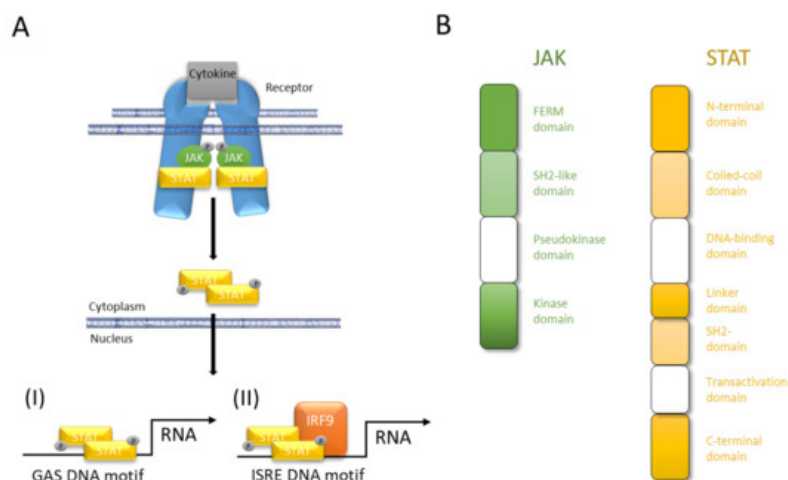 A
Cytokine
Receptor
P
P
JAK
JAK
STAT
STAT
STAT
P
P
STAT
Cytoplasm
Nucleus
(I)
STAT
P
P
STAT
RNA
GAS DNA motif
(II)
IRF9
STAT
P
P
STAT
RNA
ISRE DNA motif
B
JAK
FERM
domain
SH2-like
domain
Pseudokinase
domain
Kinase
domain
STAT
N-terminal
domain
Coiled-coil
domain
DNA-binding
domain
Linker
domain
SH2-
domain
Transactivation
domain
C-terminal
domain